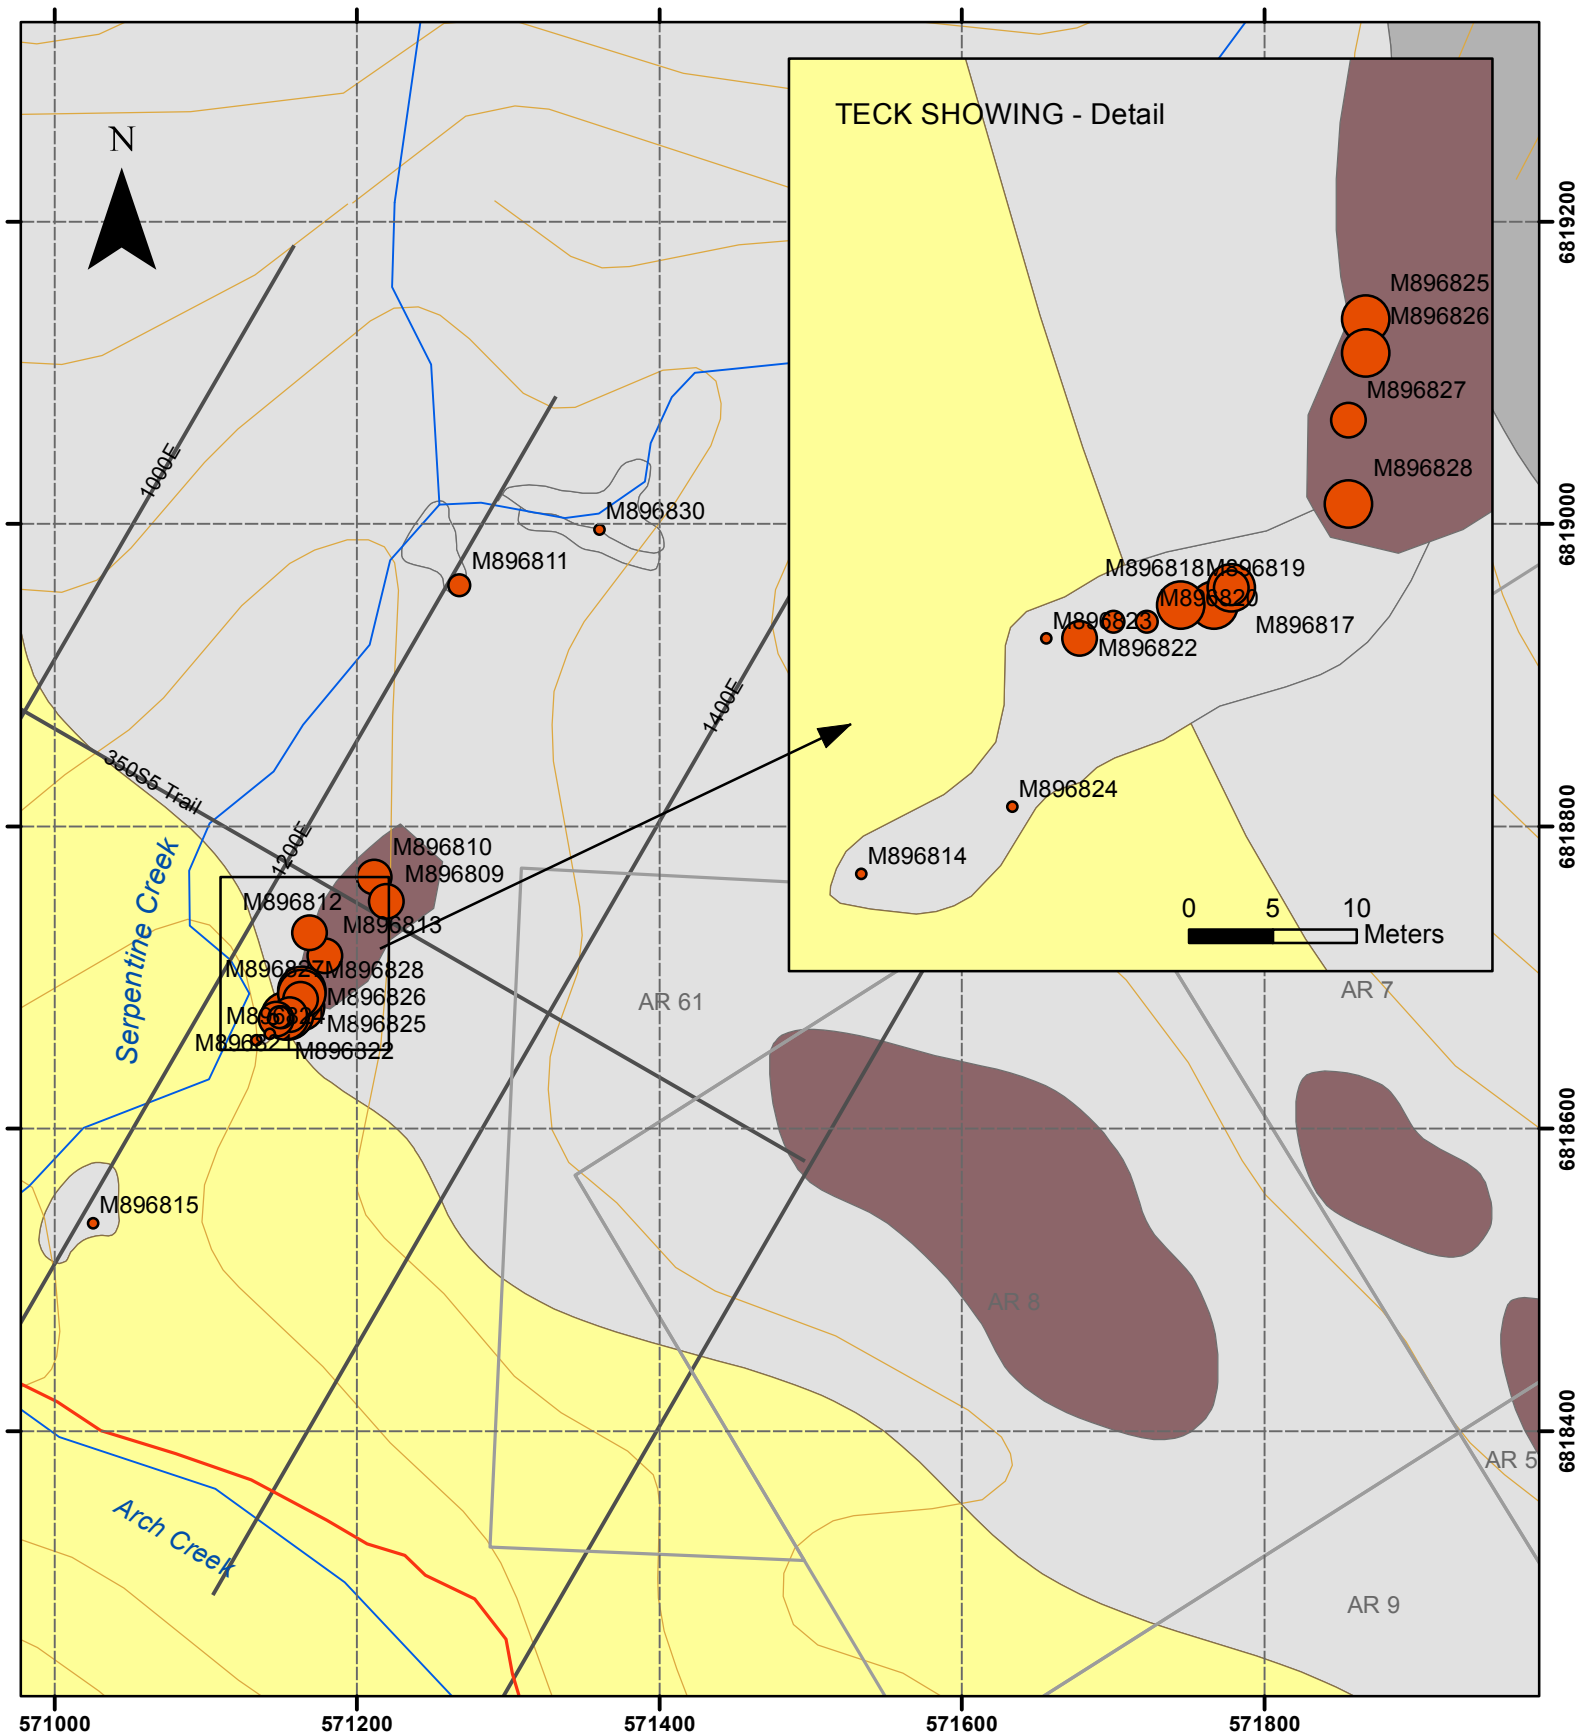 TECK SHOWING - Detail
N
6819200
M896825
M896826
M896827
1000E
M896828
M896830
6819000
M896811
M896818
M896819
M896820
M896823
M896817
M896822
1400E
350S5 Trail
M896824
6818800
1200E
M896810
M896814
M896809
Serpentine Creek
M896812
0 5 10
M896813
Meters
M896827
M896828
AR 7
M896826
AR 61
M896824
M896825
M896821
M896822
6818600
M896815
AR 8
6818400
AR 5
Arch Creek
AR 9
571000
571200
571400
571600
571800